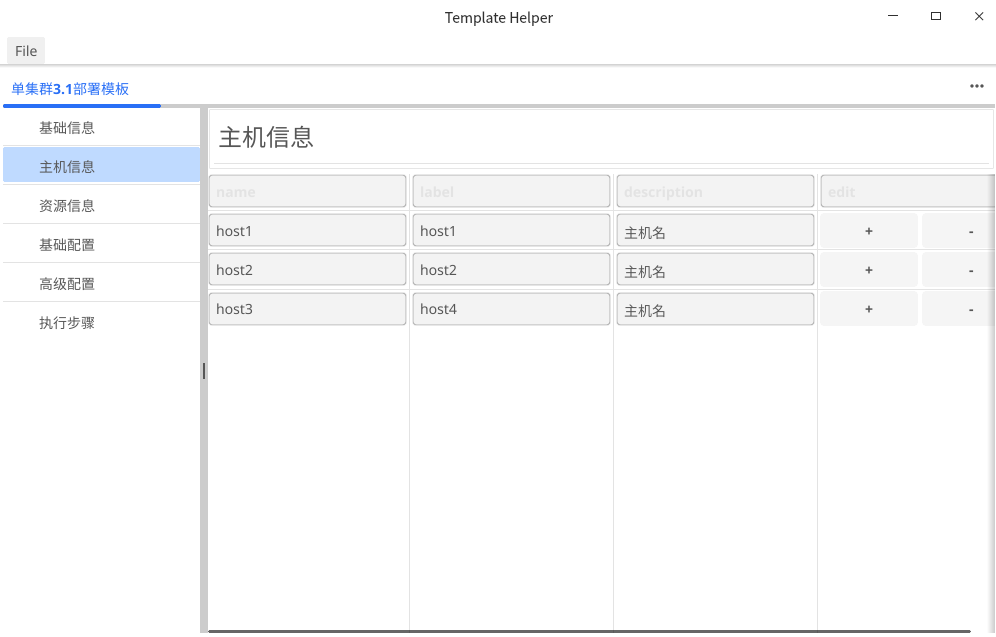 Template Helper
File
单集群3.1部署模板
基础信息
主机信息
资源信息
基础配置
高级配置
执行步骤
主机信息
name label description edit
host1 host1 主机名 + -
host2 host2 主机名 + -
host3 host4 主机名 + -